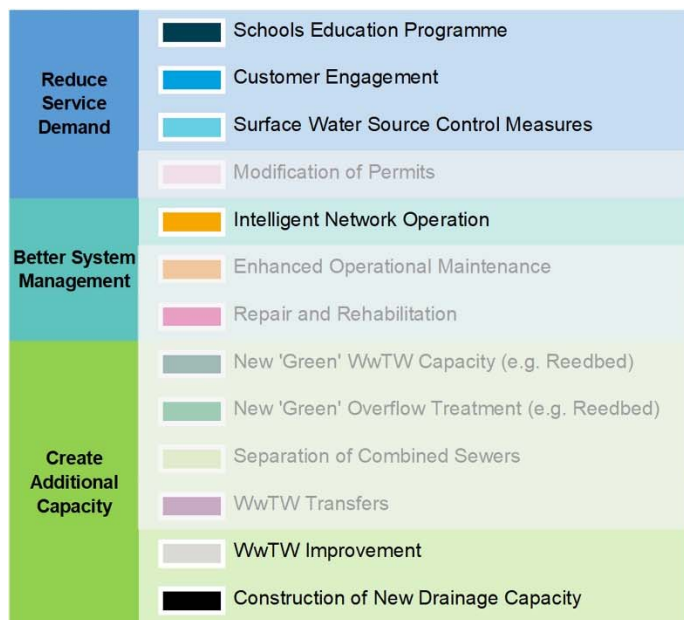 Reduce
Service
Demand
Schools Education Programme
Customer Engagement
Surface Water Source Control Measures
Modification of Permits
Better System
Management
Intelligent Network Operation
Enhanced Operational Maintenance
Repair and Rehabilitation
Create
Additional
Capacity
New 'Green' WwTW Capacity (e.g. Reedbed)
New 'Green' Overflow Treatment (e.g. Reedbed)
Separation of Combined Sewers
WwTW Transfers
WwTW Improvement
Construction of New Drainage Capacity